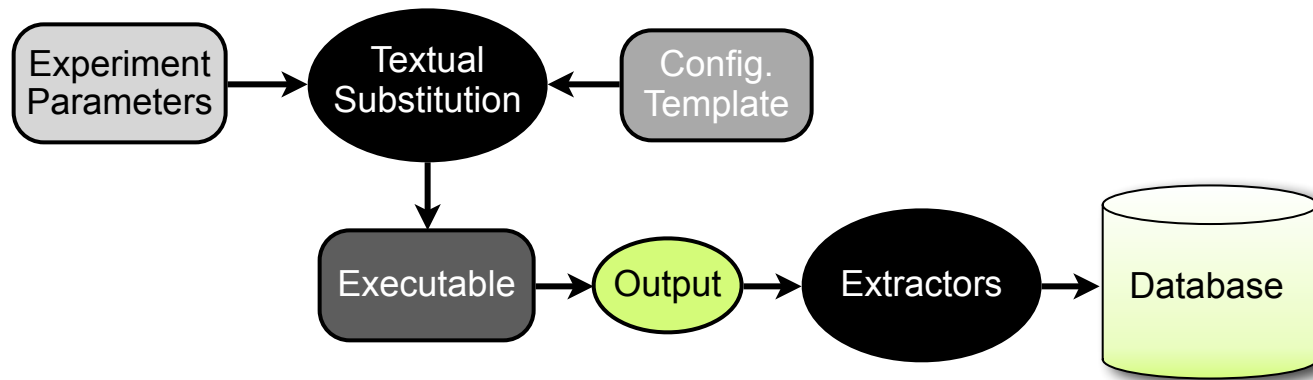 Experiment
Parameters
Textual
Substitution
Config.
Template
Executable
Output
Extractors
Database